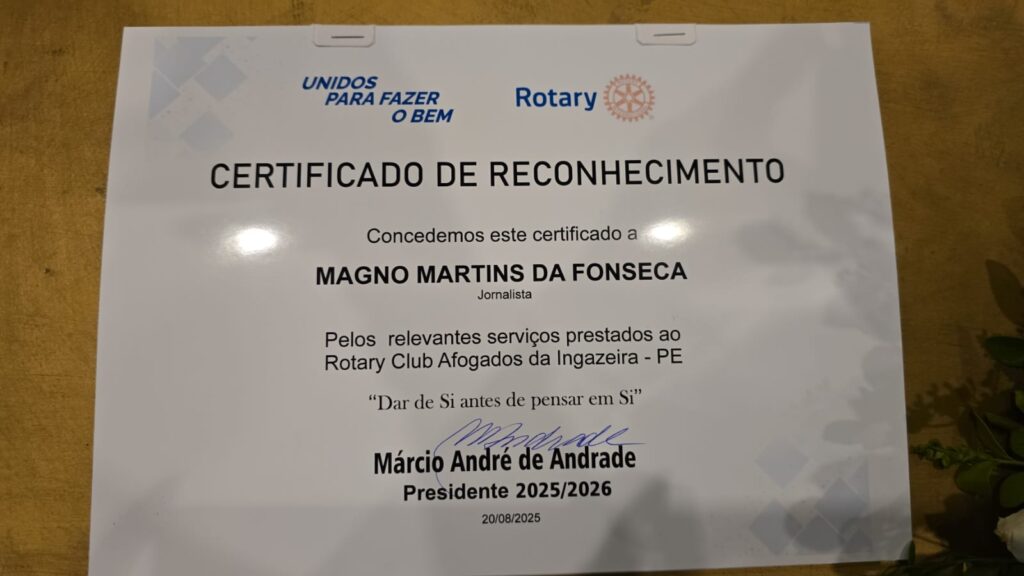 UNIDOS
PARA FAZER
O BEM
Rotary
CERTIFICADO DE RECONHECIMENTO
Concedemos este certificado a
MAGNO MARTINS DA FONSECA
Jornalista
Pelos relevantes serviços prestados ao
Rotary Club Afogados da Ingazeira - PE
“Dar de Si antes de pensar em Si”
MAndrade
Márcio André de Andrade
Presidente 2025/2026
20/08/2025